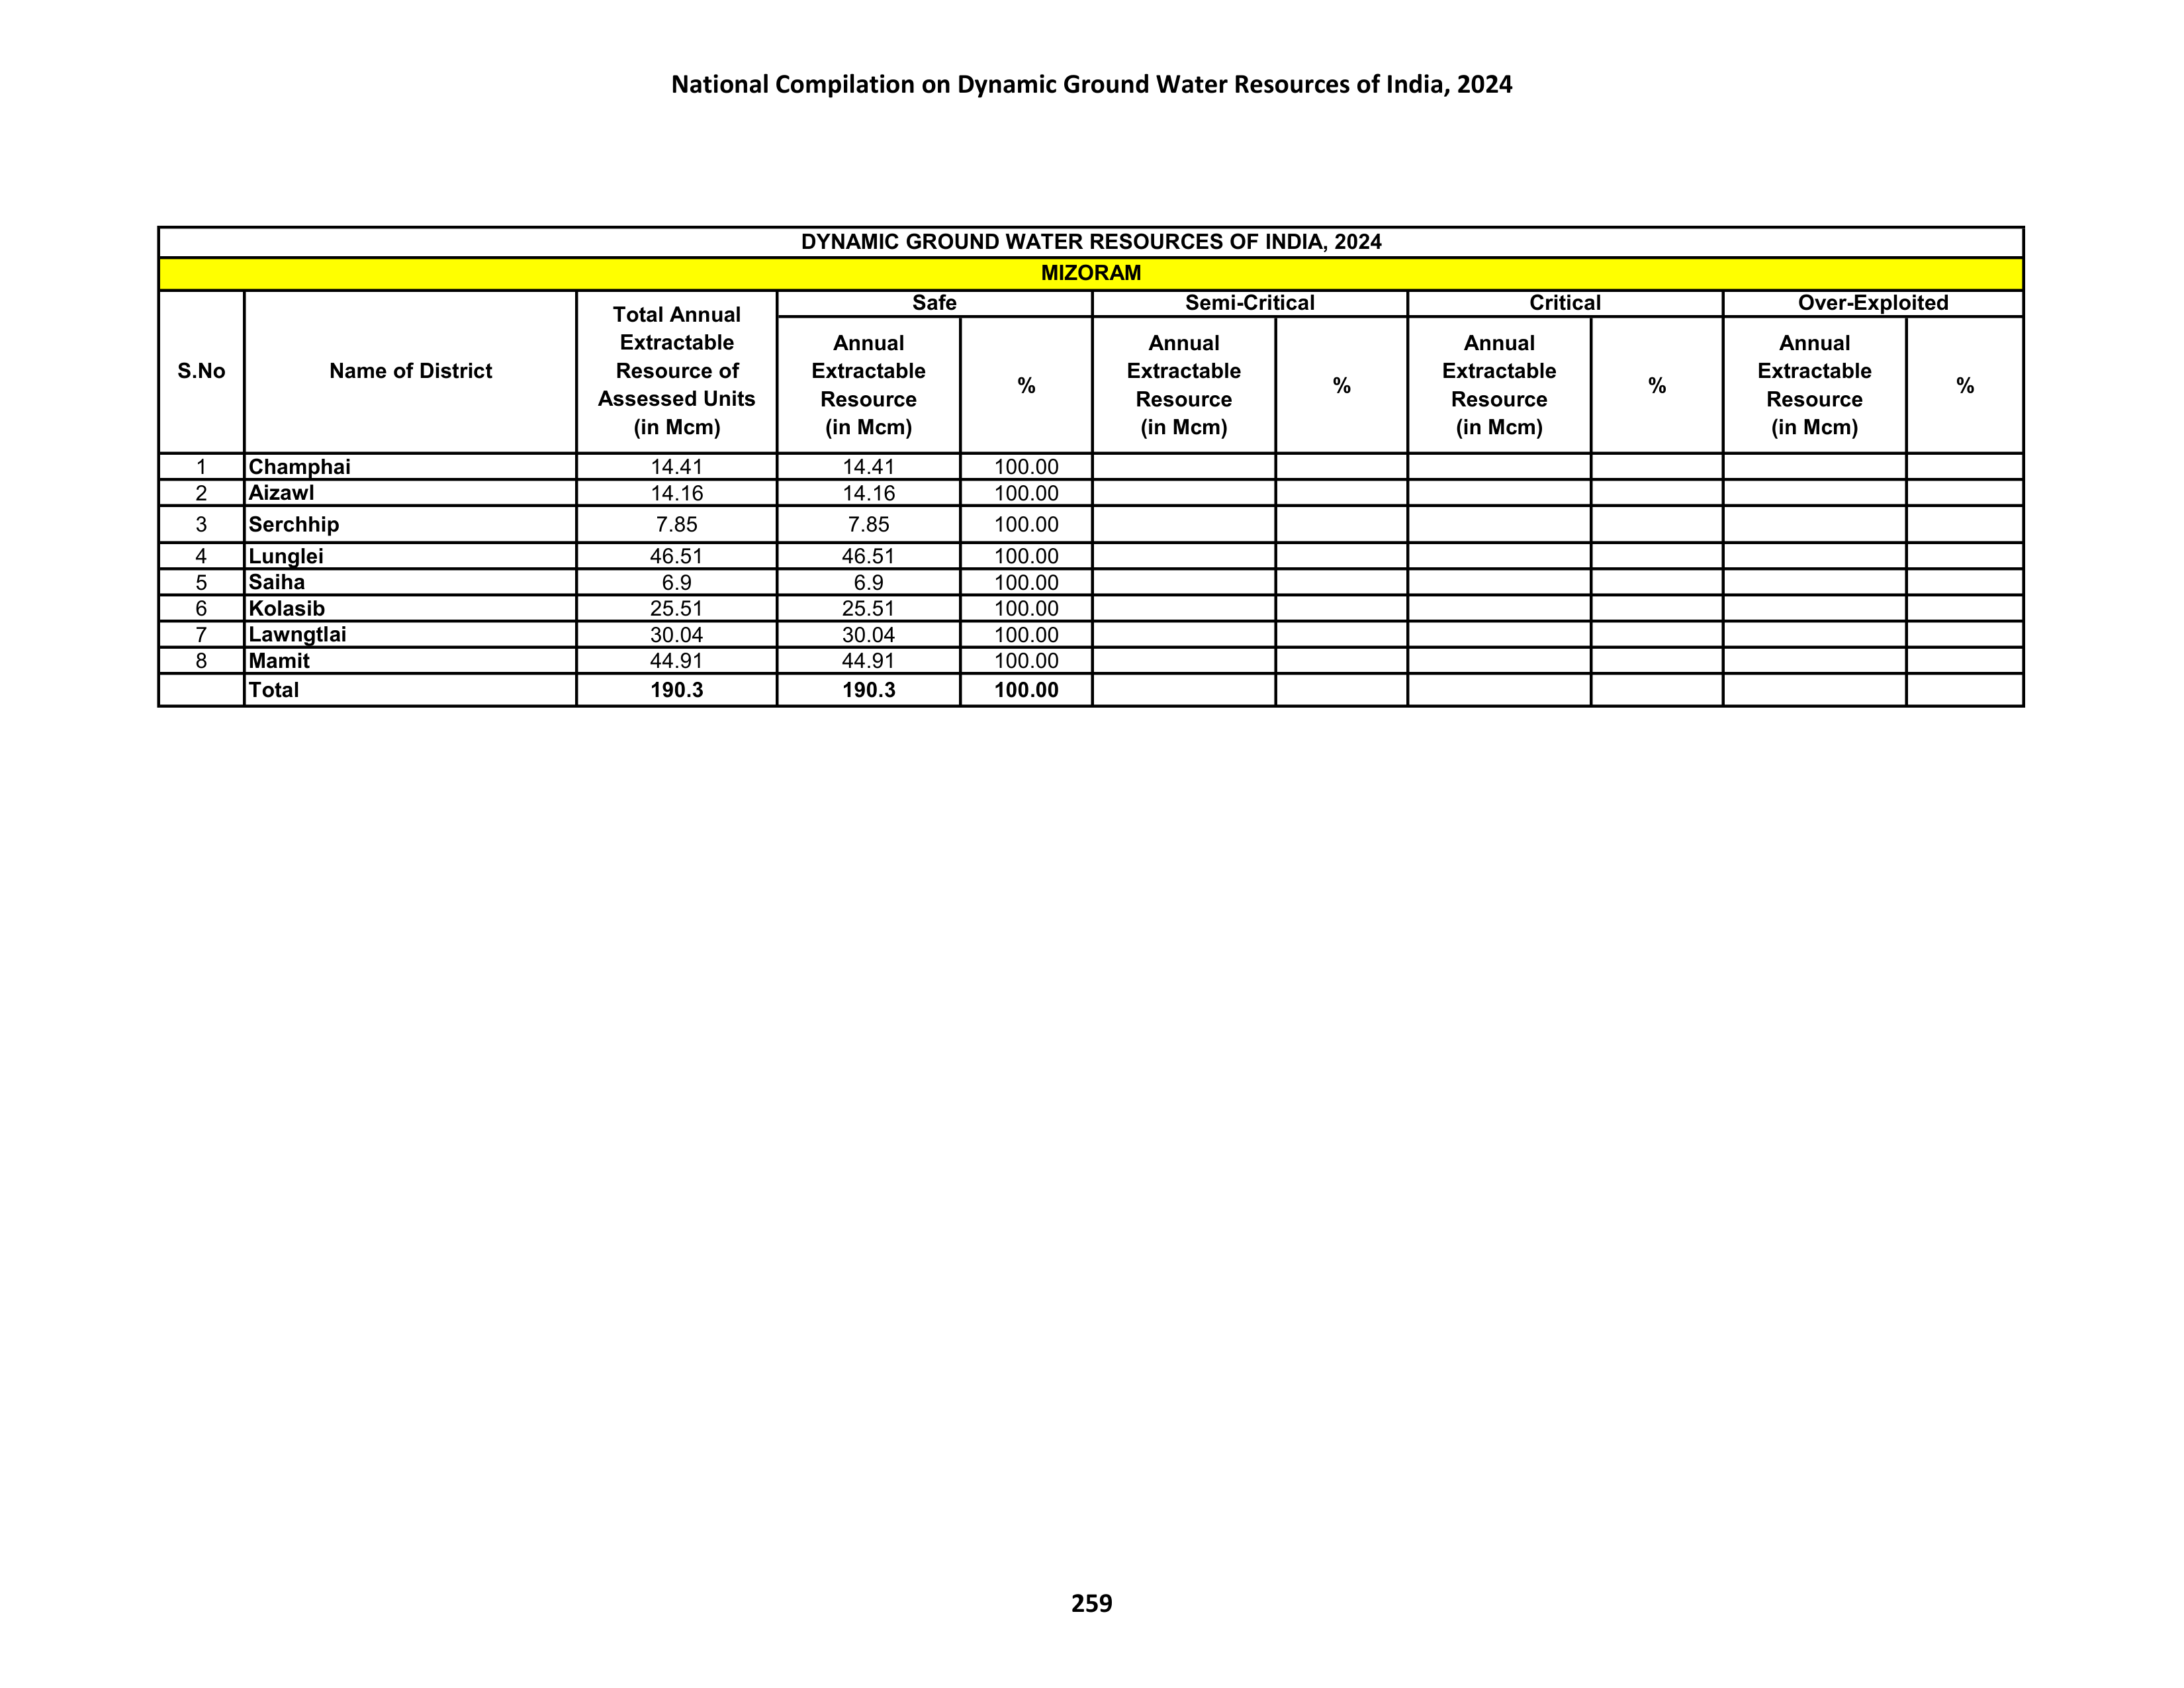 National Compilation on Dynamic Ground Water Resources of India, 2024
DYNAMIC GROUND WATER RESOURCES OF INDIA, 2024
MIZORAM
S.No Name of District Total Annual Extractable Resource of Assessed Units (in Mcm) Safe Semi-Critical Critical Over-Exploited
Annual Extractable Resource (in Mcm) % Annual Extractable Resource (in Mcm) % Annual Extractable Resource (in Mcm) % Annual Extractable Resource (in Mcm) %
1 Champhai 14.41 14.41 100.00
2 Aizawl 14.16 14.16 100.00
3 Serchhip 7.85 7.85 100.00
4 Lunglei 46.51 46.51 100.00
5 Saiha 6.9 6.9 100.00
6 Kolasib 25.51 25.51 100.00
7 Lawngtlai 30.04 30.04 100.00
8 Mamit 44.91 44.91 100.00
Total 190.3 190.3 100.00
259